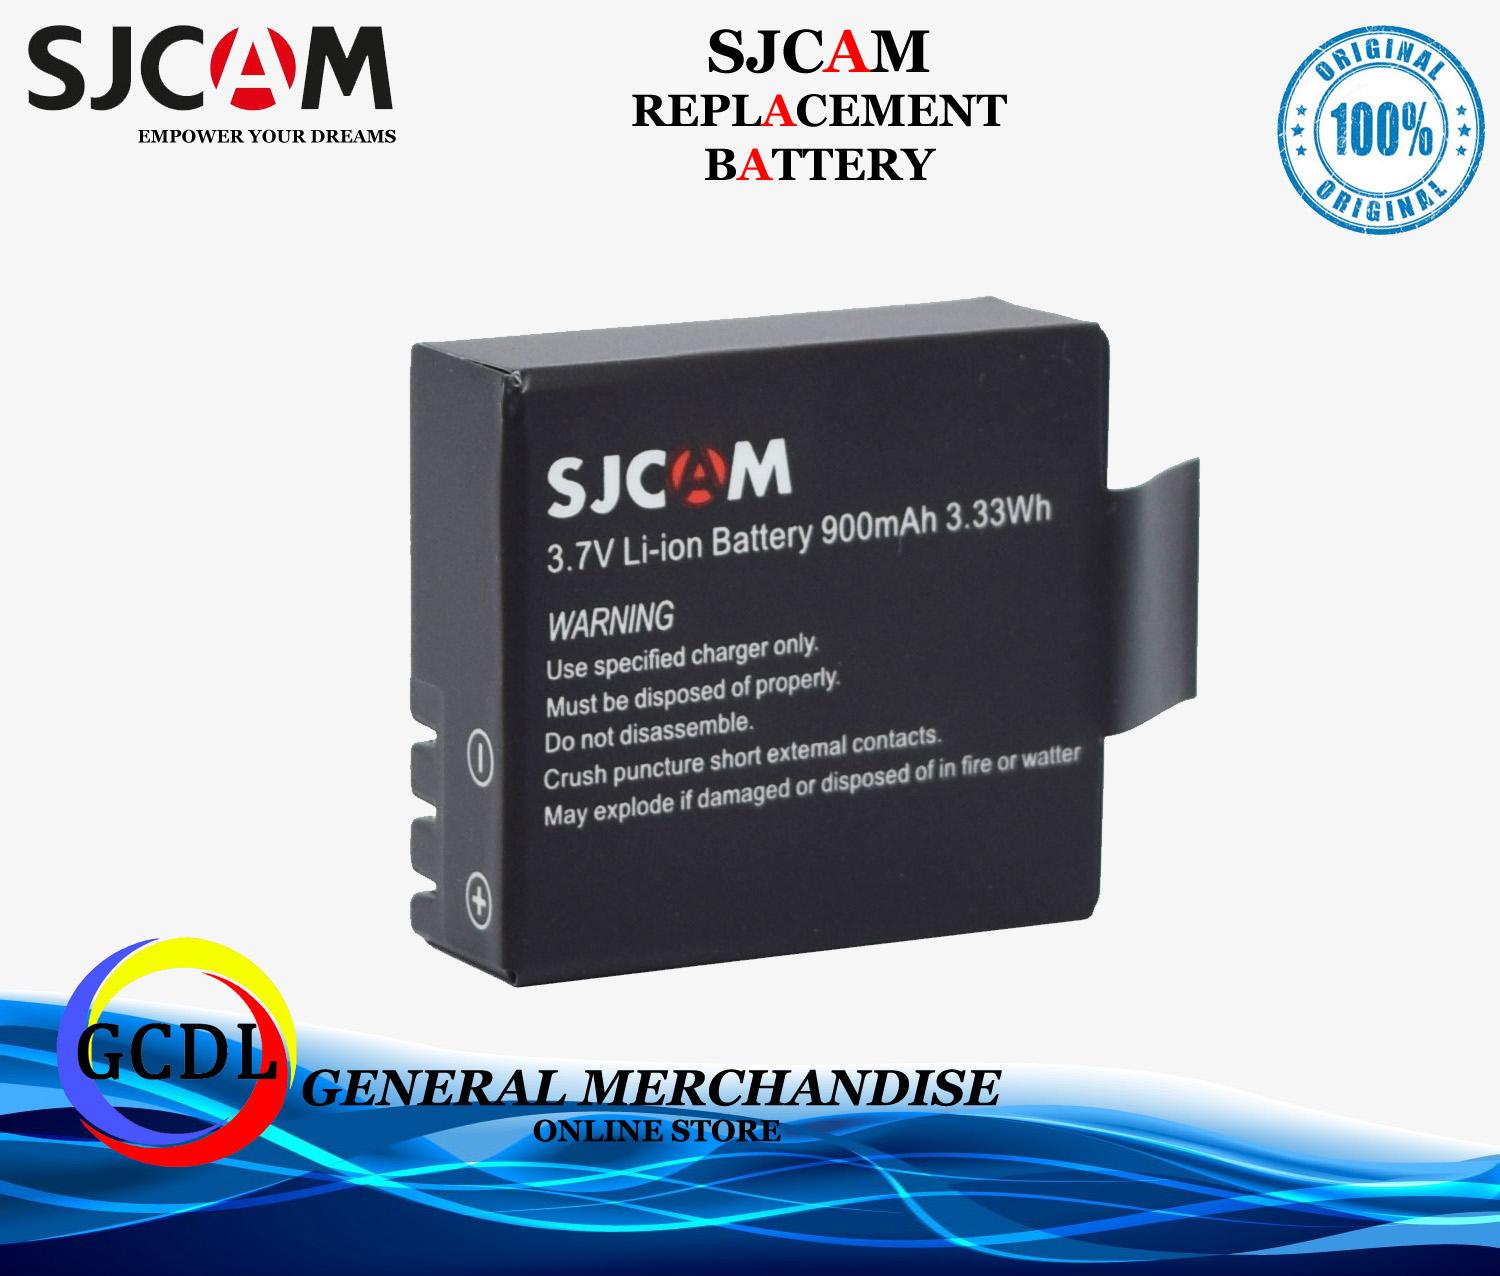 SJCAM
EMPOWER YOUR DREAMS
SJCAM
REPLACEMENT
BATTERY
ORIGINAL
100%
ORIGINAL
SJCAM
3.7V Li-ion Battery 900mAh 3.33Wh
WARNING
Use specified charger only.
Must be disposed of properly.
Do not disassemble.
Crush puncture short external contacts.
May explode if damaged or disposed of in fire or watter
GCDL
GENERAL MERCHANDISE
ONLINE STORE